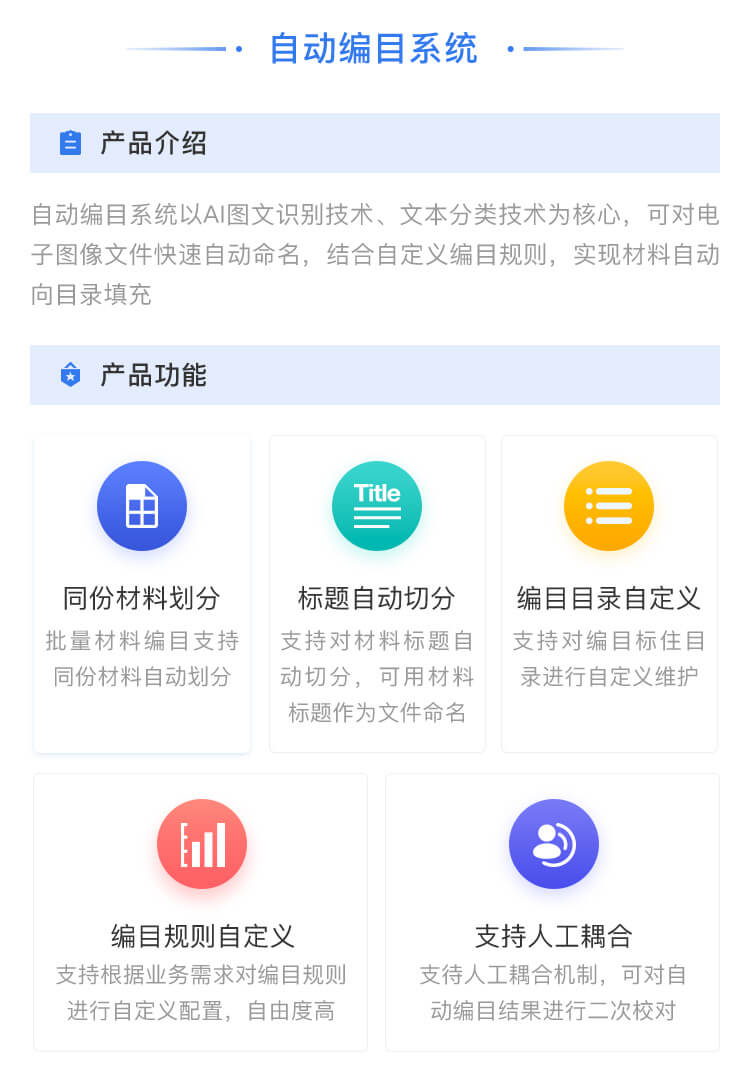 自动编目系统
产品介绍
自动编目系统以AI图文识别技术、文本分类技术为核心，可对电
子图像文件快速自动命名，结合自定义编目规则，实现材料自动
向目录填充
产品功能
Title
同份材料划分
批量材料编目支持
同份材料自动划分
标题自动切分
支持对材料标题自
动切分，可用材料
标题作为文件命名
编目目录自定义
支持对编目标住目
录进行自定义维护
编目规则自定义
支持根据业务需求对编目规则
进行自定义配置，自由度高
支持人工耦合
支待人工耦合机制，可对自
动编目结果进行二次校对